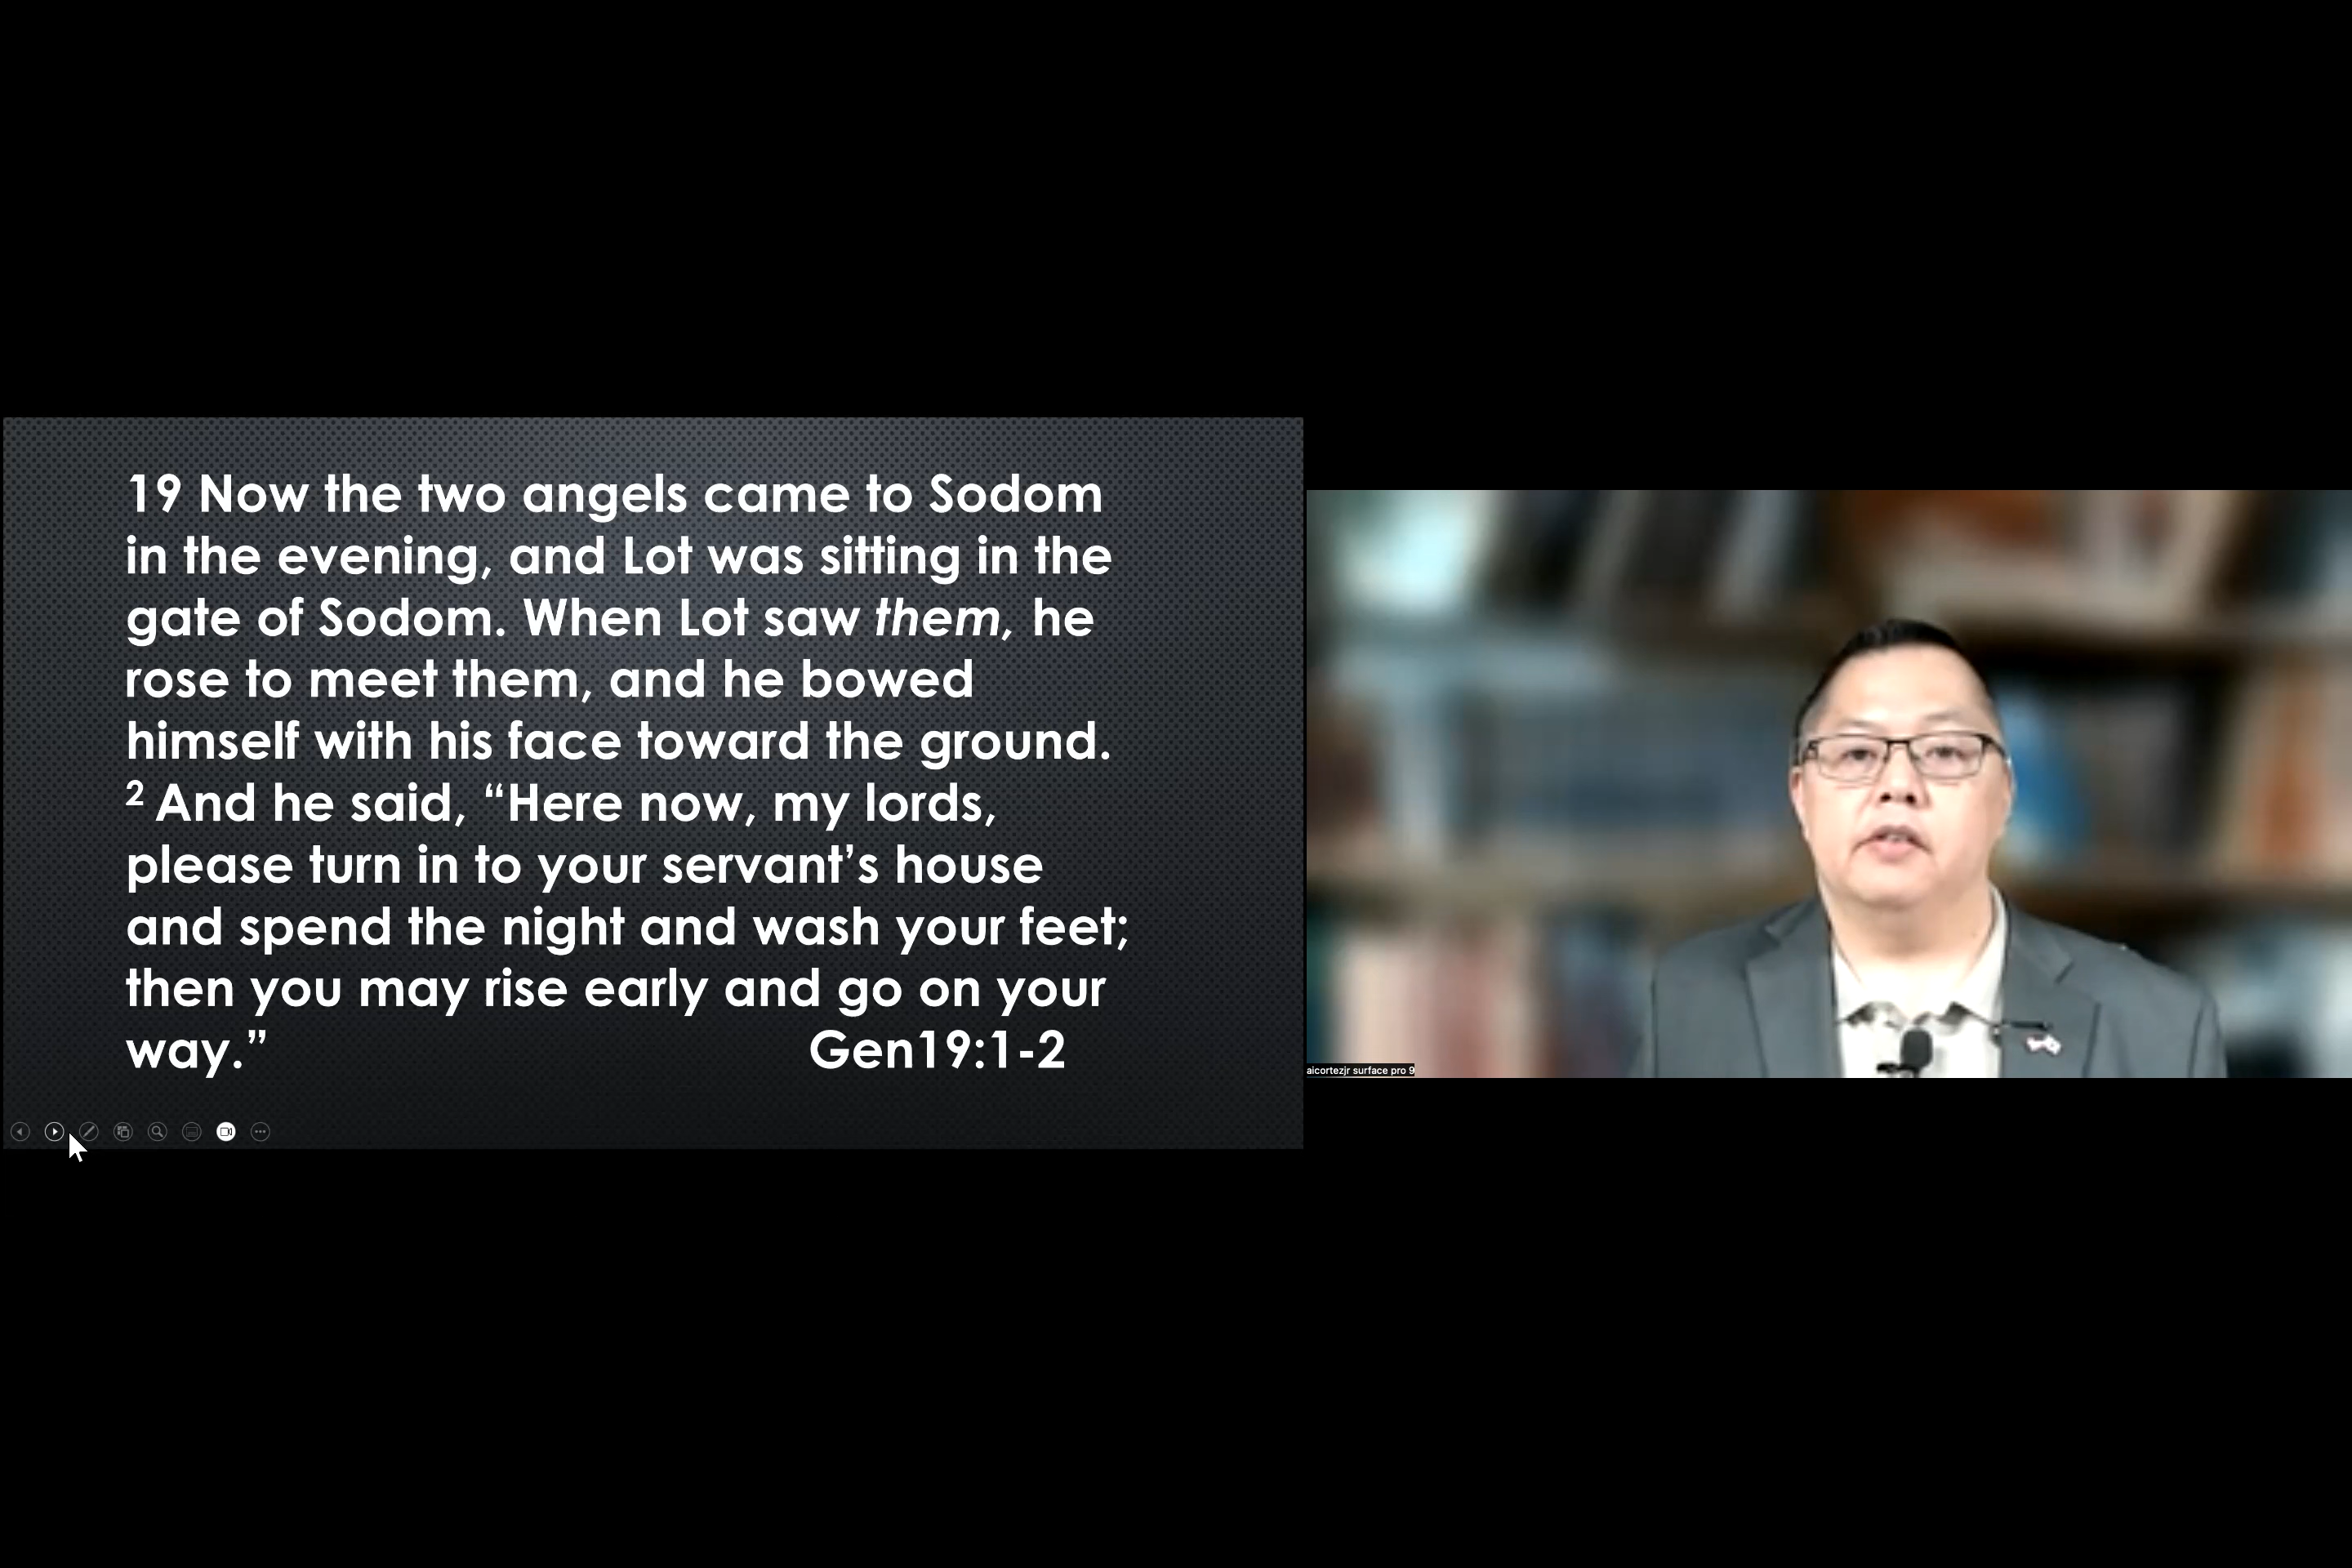 19 Now the two angels came to Sodom
in the evening, and Lot was sitting in the
gate of Sodom. When Lot saw them, he
rose to meet them, and he bowed
himself with his face toward the ground.
2 And he said, “Here now, my lords,
please turn in to your servant’s house
and spend the night and wash your feet;
then you may rise early and go on your
way.” Gen19:1-2
aicortezjr surface pro 9